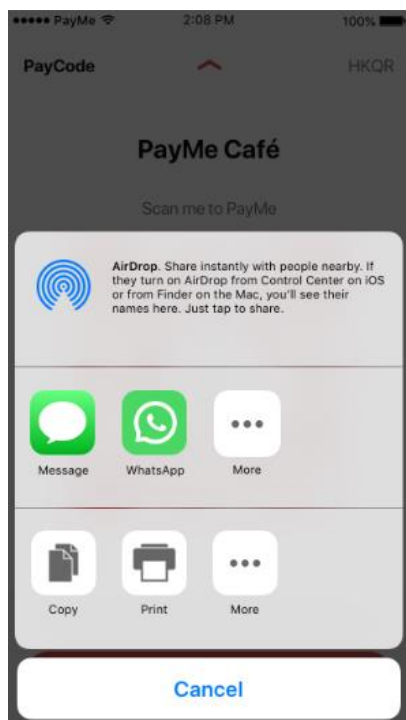 PayMe 2:08 PM 100%
PayCode HKQR
PayMe Café
Scan me to PayMe
AirDrop. Share instantly with people nearby. If
they turn on AirDrop from Control Center on iOS
or from Finder on the Mac, you'll see their
names here. Just tap to share.
Message WhatsApp More
Copy Print More
Cancel